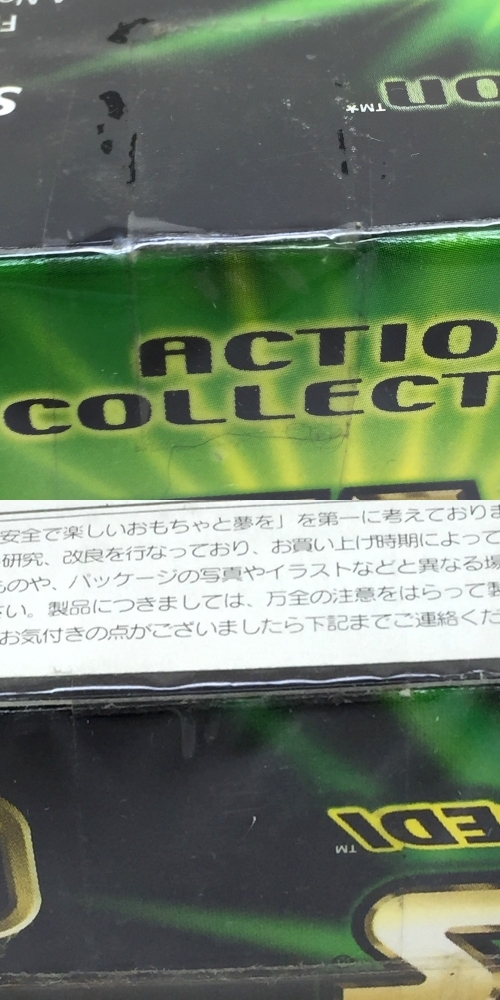 ON™
ACTIO
COLLECT
安全で楽しいおもちゃと夢を」を第一に考えておりま
研究、改良を行なっており、お買い上げ時期によって
ものや、パッケージの写真やイラストなどと異なる場
さい。製品につきましては、万全の注意をはらって製
お気付きの点がございましたら下記までご連絡くだ
EDI
TM